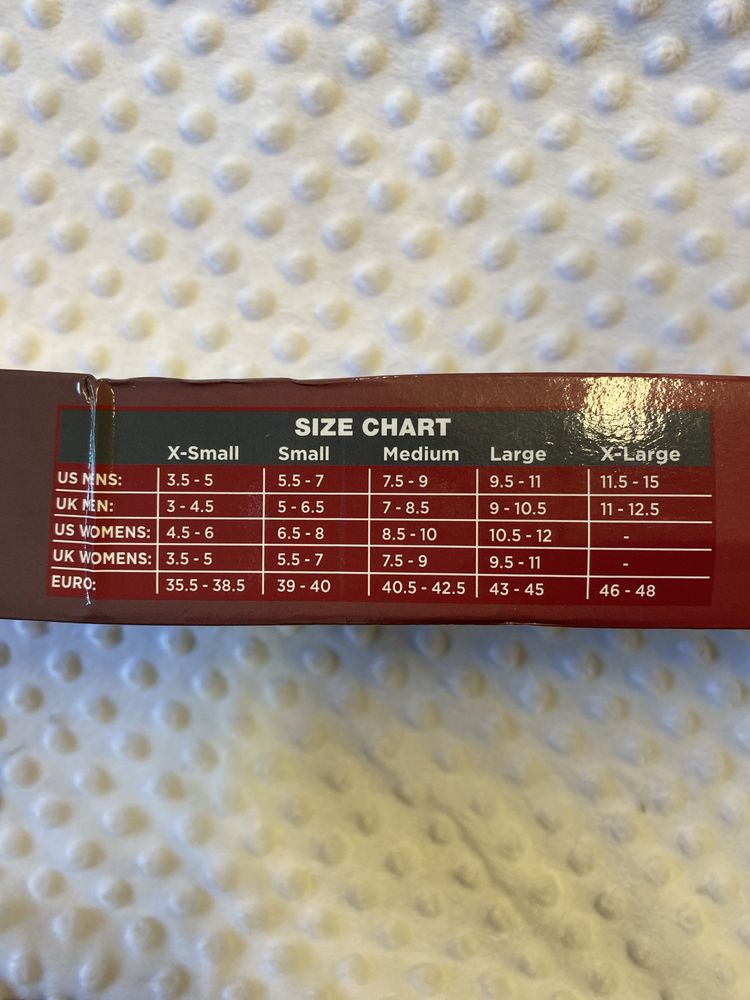 SIZE CHART
X-Small Small Medium Large X-Large
US MNS: 3.5 - 5 5.5 - 7 7.5 - 9 9.5 - 11 11.5 - 15
UK MEN: 3 - 4.5 5 - 6.5 7 - 8.5 9 - 10.5 11 - 12.5
US WOMENS: 4.5 - 6 6.5 - 8 8.5 - 10 10.5 - 12 -
UK WOMENS: 3.5 - 5 5.5 - 7 7.5 - 9 9.5 - 11 -
EURO: 35.5 - 38.5 39 - 40 40.5 - 42.5 43 - 45 46 - 48